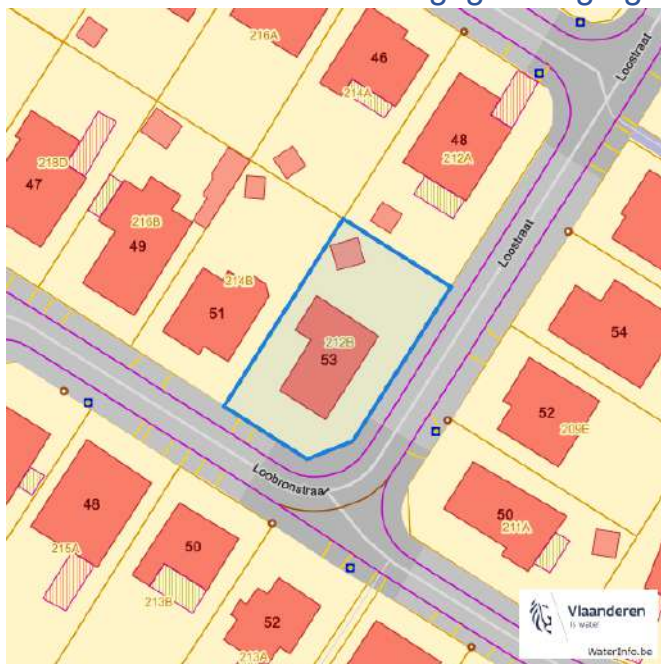 216A
46
214A
48
212A
Loostraat
218D
47
216B
49
214B
51
212B
53
Loostraat
54
52
209E
Loobronstraat
48
215A
50
213B
52
213A
50
211A
Vlaanderen
is water
WaterInfo.be